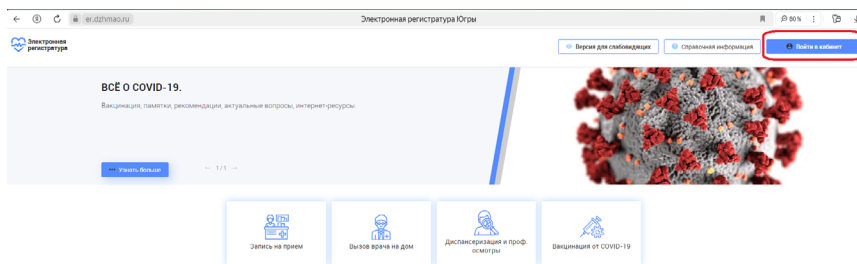 er.dzhmao.ru
Электронная регистратура Югры
80 %
Электронная
регистратура
Версия для слабовидящих
Справочная информация
Войти в кабинет
ВСЁ О COVID-19.
Вакцинация, памятки, рекомендации, актуальные вопросы, интернет-ресурсы.
Узнать больше
1/1
Запись на прием
Вызов врача на дом
Диспансеризация и проф.
осмотры
Вакцинация от COVID-19